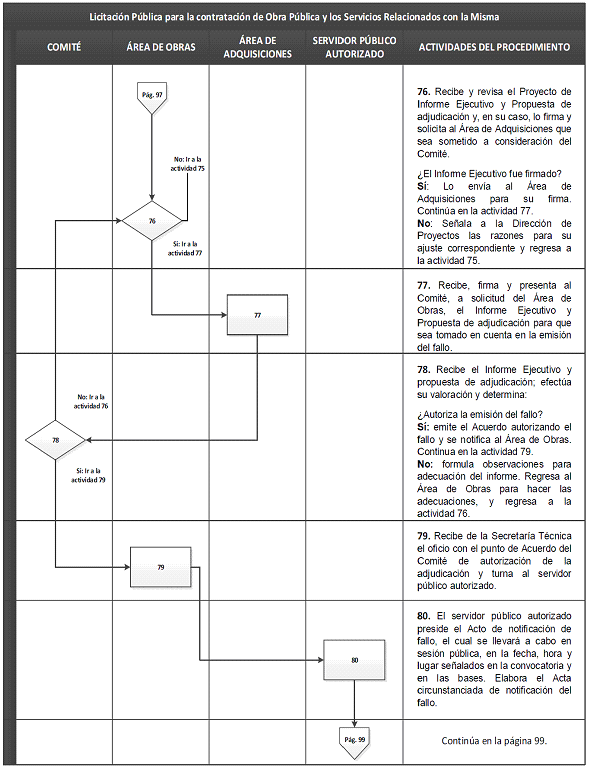 Licitación Pública para la contratación de Obra Pública y los Servicios Relacionados con la Misma
COMITÉ
ÁREA DE OBRAS
ÁREA DE
ADQUISICIONES
SERVIDOR PÚBLICO
AUTORIZADO
ACTIVIDADES DEL PROCEDIMIENTO
Pág. 97
No: Ir a la
actividad 75
76
Si: Ir a la
actividad 77
76. Recibe y revisa el Proyecto de
Informe Ejecutivo y Propuesta de
adjudicación y, en su caso, lo firma y
solicita al Área de Adquisiciones que
sea sometido a consideración del
Comité.
¿El Informe Ejecutivo fue firmado?
Sí: Lo envía al Área de
Adquisiciones para su firma.
Continúa en la actividad 77.
No: Señala a la Dirección de
Proyectos las razones para su
ajuste correspondiente y regresa a
la actividad 75.
77
77. Recibe, firma y presenta al
Comité, a solicitud del Área de
Obras, el Informe Ejecutivo y
Propuesta de adjudicación para que
sea tomado en cuenta en la emisión
del fallo.
No: Ir a la
actividad 76
78
Si: Ir a la
actividad 79
78. Recibe el Informe Ejecutivo y
propuesta de adjudicación; efectúa
su valoración y determina:
¿Autoriza la emisión del fallo?
Sí: emite el Acuerdo autorizando el
fallo y se notifica al Área de Obras.
Continua en la actividad 79.
No: formula observaciones para
adecuación del informe. Regresa al
Área de Obras para hacer las
adecuaciones, y regresa a la
actividad 76.
79
79. Recibe de la Secretaría Técnica
el oficio con el punto de Acuerdo del
Comité de autorización de la
adjudicación y turna al servidor
público autorizado.
80
80. El servidor público autorizado
preside el Acto de notificación de
fallo, el cual se llevará a cabo en
sesión pública, en la fecha, hora y
lugar señalados en la convocatoria y
en las bases. Elabora el Acta
circunstanciada de notificación del
fallo.
Pág. 99
Continúa en la página 99.